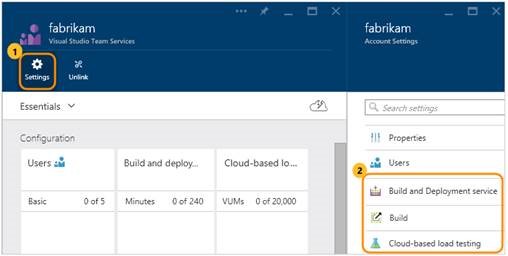 fabrikam
Visual Studio Team Services
1
Settings
Unlink
Essentials
Configuration
Users
Build and deploy...
Cloud-based lo...
Basic 0 of 5
Minutes 0 of 240
VUMs 0 of 20,000
fabrikam
Account Settings
Search settings
Properties
Users
2
Build and Deployment service
Build
Cloud-based load testing